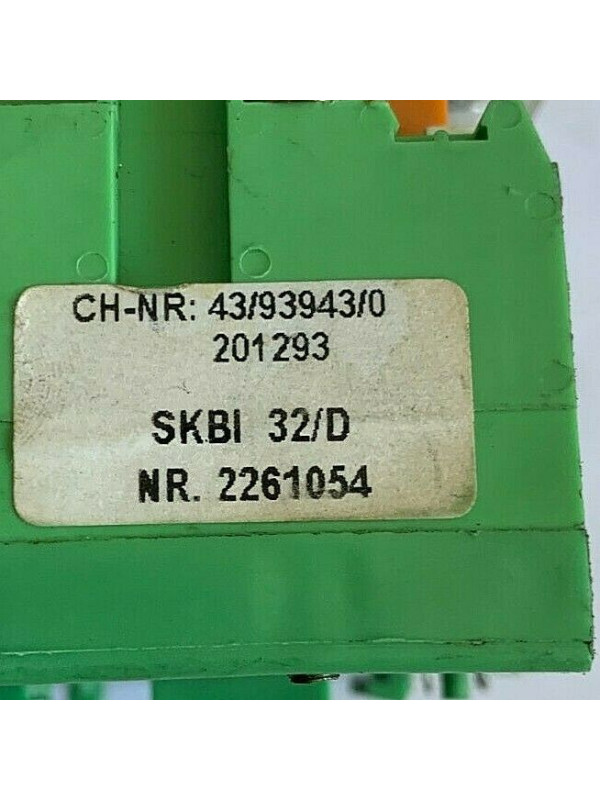 CH-NR: 43/93943/0
201293
SKBI 32/D
NR. 2261054